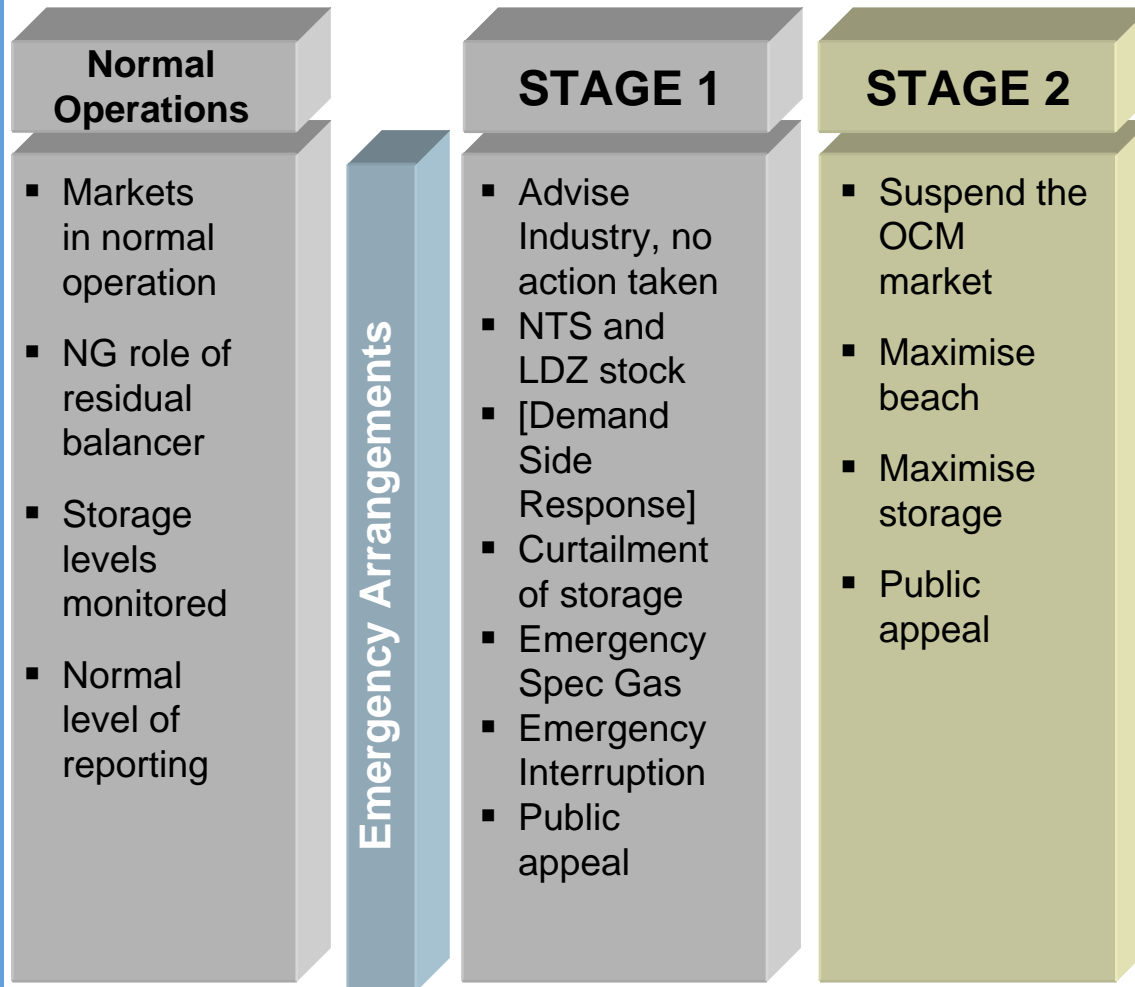 Normal
Operations
▪ Markets
in normal
operation
▪ NG role of
residual
balancer
▪ Storage
levels
monitored
▪ Normal
level of
reporting
Emergency Arrangements
STAGE 1
▪ Advise
Industry, no
action taken
▪ NTS and
LDZ stock
▪ [Demand
Side
Response]
▪ Curtailment
of storage
▪ Emergency
Spec Gas
▪ Emergency
Interruption
▪ Public
appeal
STAGE 2
▪ Suspend the
OCM
market
▪ Maximise
beach
▪ Maximise
storage
▪ Public
appeal